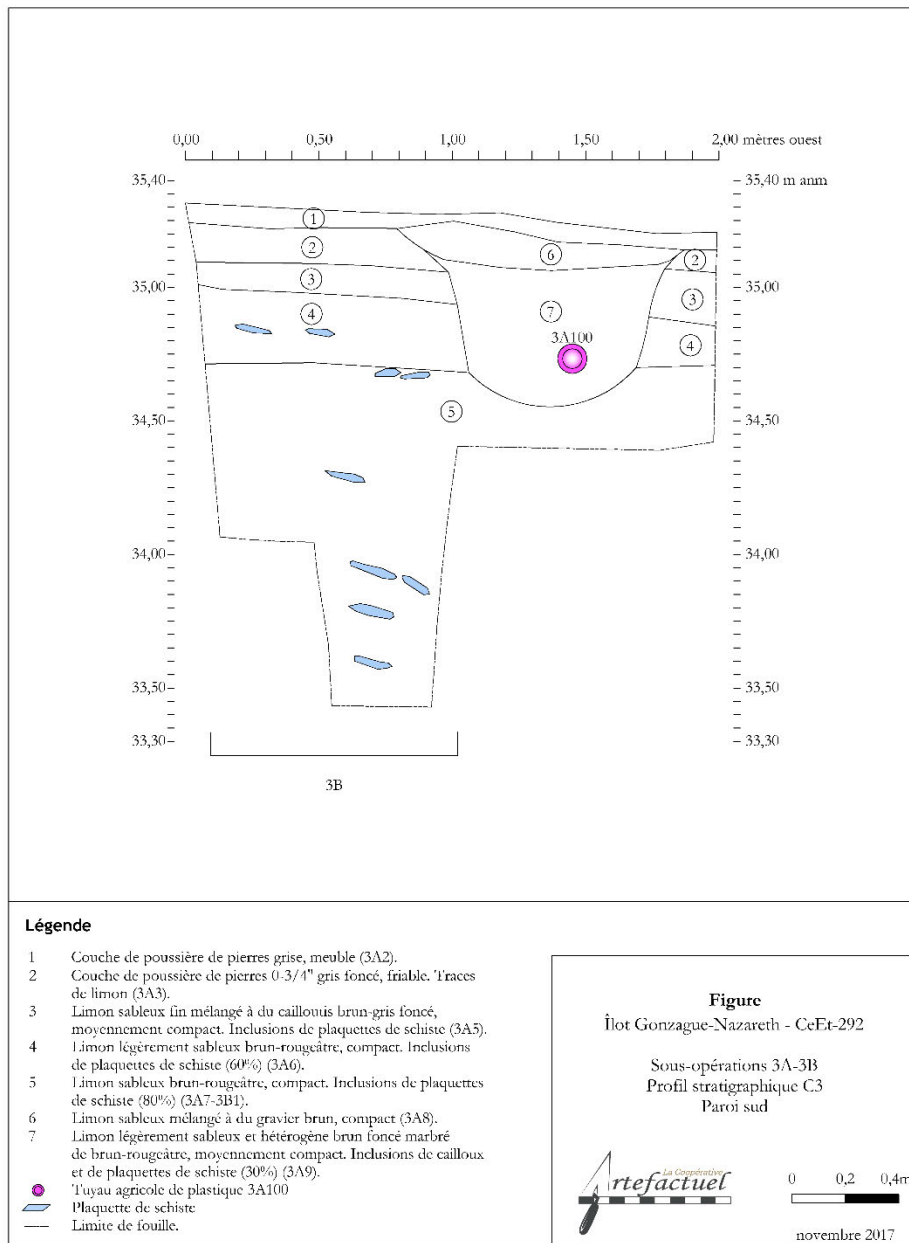 0,00 0,50 1,00 1,50 2,00 mètres ouest
35,40 35,40 m anm
1
2 6 2
35,00 3 35,00
3
4 7
3A100 4
5
34,50 34,50
34,00 34,00
33,50 33,50
33,30 33,30
3B
Légende
1 Couche de poussière de pierres grise, meuble (3A2).
2 Couche de poussière de pierres 0-3/4" gris foncé, friable. Traces
de limon (3A3).
3 Limon sableux fin mélangé à du cailloutis brun-gris foncé,
moyennement compact. Inclusions de plaquettes de schiste (3A5).
4 Limon légèrement sableux brun-rougeâtre, compact. Inclusions
de plaquettes de schiste (60%) (3A6).
5 Limon sableux brun-rougeâtre, compact. Inclusions de plaquettes
de schiste (80%) (3A7-3B1).
6 Limon sableux mélangé à du gravier brun, compact (3A8).
7 Limon légèrement sableux et hétérogène brun foncé marbré
de brun-rougeâtre, moyennement compact. Inclusions de cailloux
et de plaquettes de schiste (30%) (3A9).
Tuyau agricole de plastique 3A100
Plaquette de schiste
Limite de fouille.
Figure
Îlot Gonzague-Nazareth - CeEt-292
Sous-opérations 3A-3B
Profil stratigraphique C3
Paroi sud
La Coopérative
Artefactuel
0 0,2 0,4m
novembre 2017